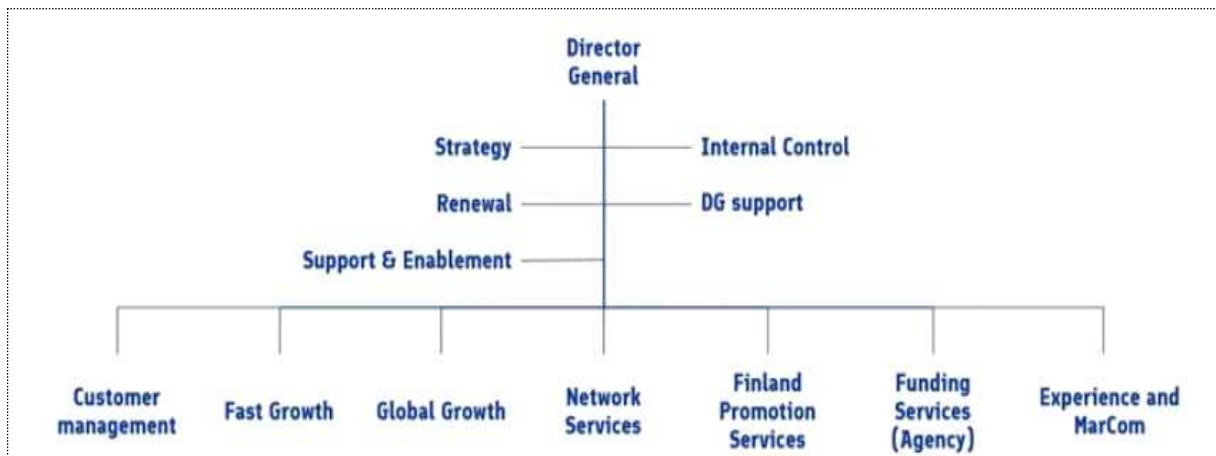 Director
General
Strategy
Internal Control
Renewal
DG support
Support & Enablement
Customer
management
Fast Growth
Global Growth
Network
Services
Finland
Promotion
Services
Funding
Services
(Agency)
Experience and
MarCom